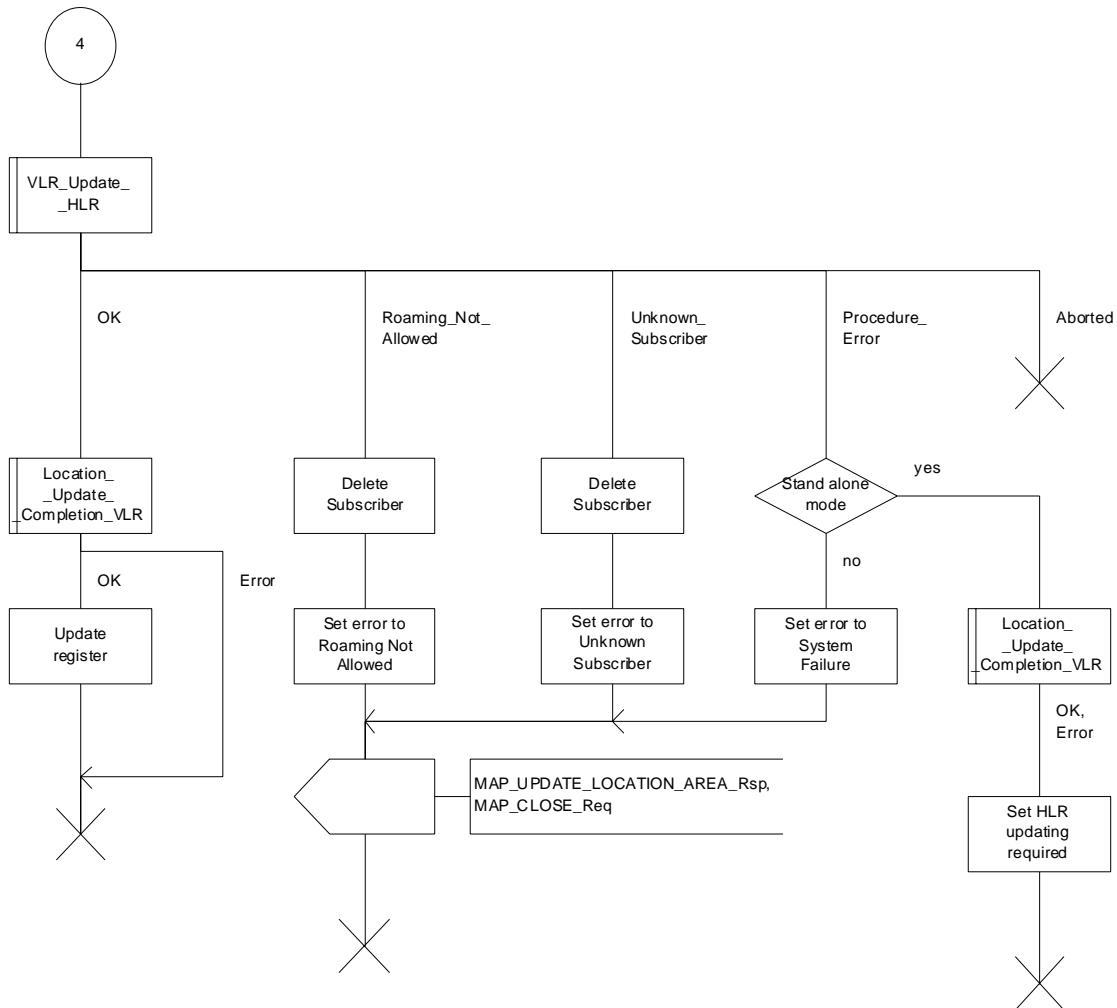 4
VLR_Update_
_HLR
OK
Roaming_Not_
Allowed
Unknown_
Subscriber
Procedure_
Error
Aborted
Location_
_Update_
_Completion_VLR
Delete
Subscriber
Delete
Subscriber
Stand alone
mode
yes
OK
Error
no
Update
register
Set error to
Roaming Not
Allowed
Set error to
Unknown
Subscriber
Set error to
System
Failure
Location_
_Update_
_Completion_VLR
OK,
Error
MAP_UPDATE_LOCATION_AREA_Rsp,
MAP_CLOSE_Req
Set HLR
updating
required